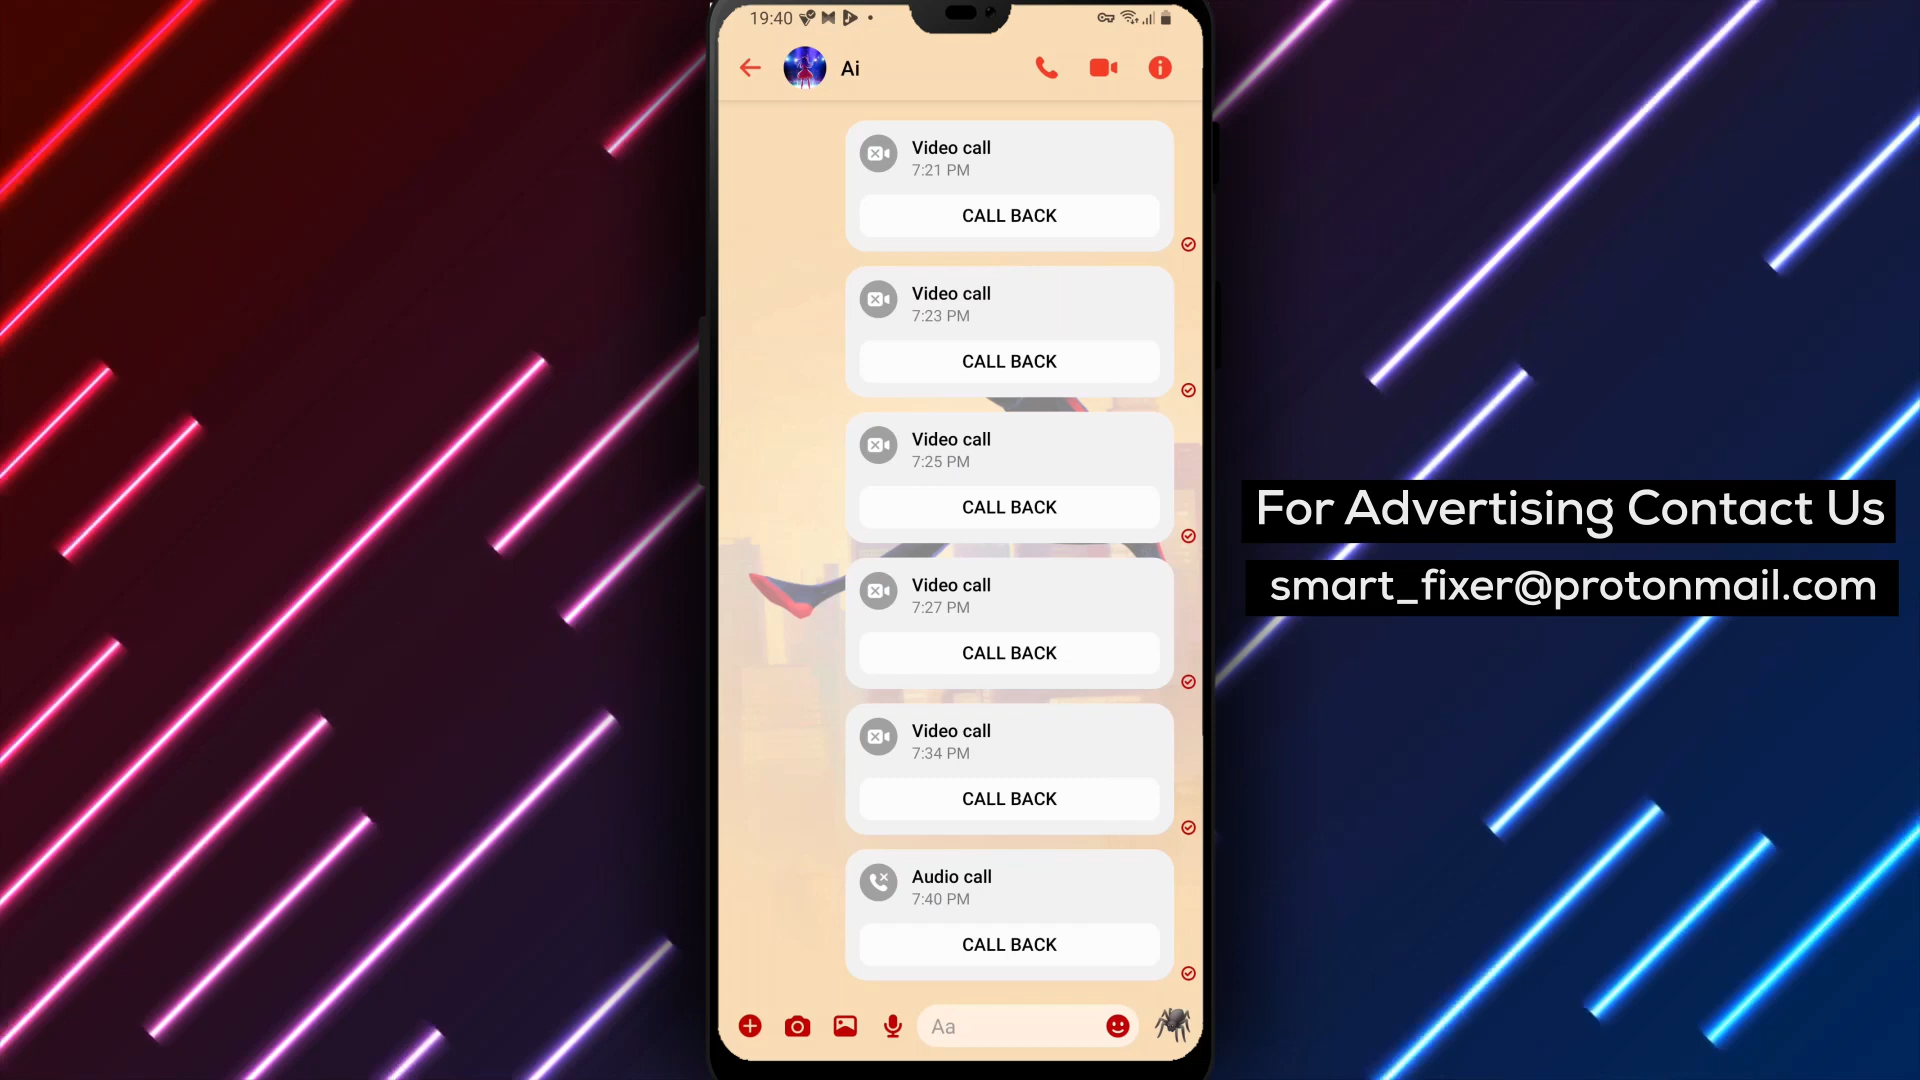 19:40
Ai
Video call
7:21 PM
CALL BACK
Video call
7:23 PM
CALL BACK
Video call
7:25 PM
CALL BACK
Video call
7:27 PM
CALL BACK
Video call
7:34 PM
CALL BACK
Audio call
7:40 PM
CALL BACK
Aa
For Advertising Contact Us
smart_fixer@protonmail.com